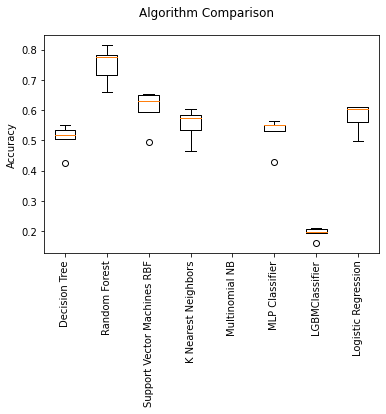 Algorithm Comparison
Accuracy
0.8
0.7
0.6
0.5
0.4
0.3
0.2
Decision Tree
Random Forest
Support Vector Machines RBF
K Nearest Neighbors
Multinomial NB
MLP Classifier
LGBMClassifier
Logistic Regression